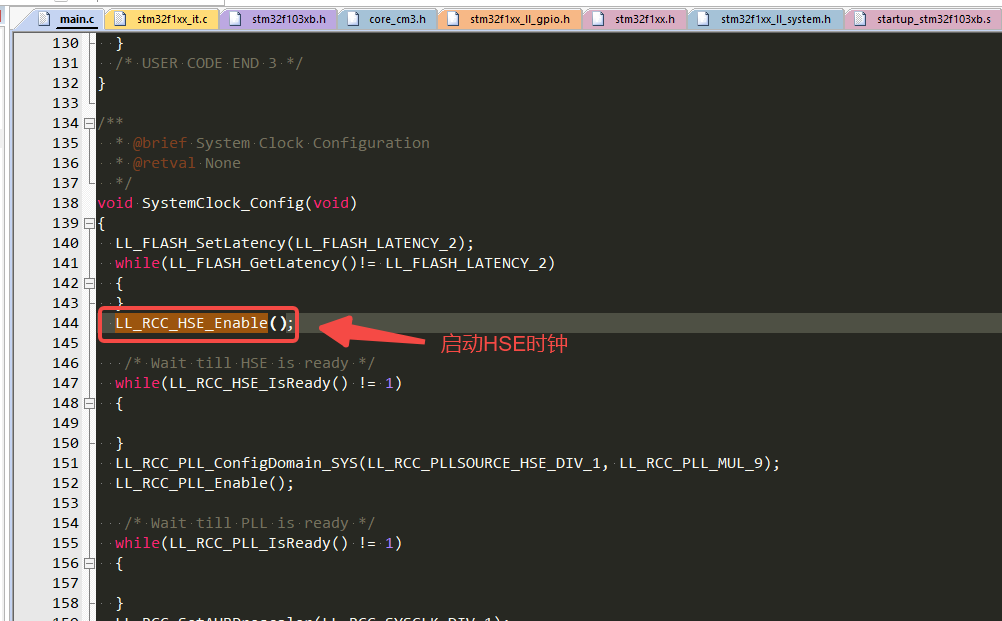 main.c stm32f1xx_it.c stm32f103xb.h core_cm3.h stm32f1xx_ll_gpio.h stm32f1xx.h stm32f1xx_ll_system.h startup_stm32f103xb.s
130 }
131 /* USER CODE END 3 */
132 }
133
134 /**
135 * @brief System Clock Configuration
136 * @retval None
137 */
138 void SystemClock_Config(void)
139 {
140 LL_FLASH_SetLatency(LL_FLASH_LATENCY_2);
141 while(LL_FLASH_GetLatency()!= LL_FLASH_LATENCY_2)
142 {
143 }
144 LL_RCC_HSE_Enable();
启动HSE时钟
145
146 /* Wait till HSE is ready */
147 while(LL_RCC_HSE_IsReady() != 1)
148 {
149
150 }
151 LL_RCC_PLL_ConfigDomain_SYS(LL_RCC_PLLSOURCE_HSE_DIV_1, LL_RCC_PLL_MUL_9);
152 LL_RCC_PLL_Enable();
153
154 /* Wait till PLL is ready */
155 while(LL_RCC_PLL_IsReady() != 1)
156 {
157
158 }